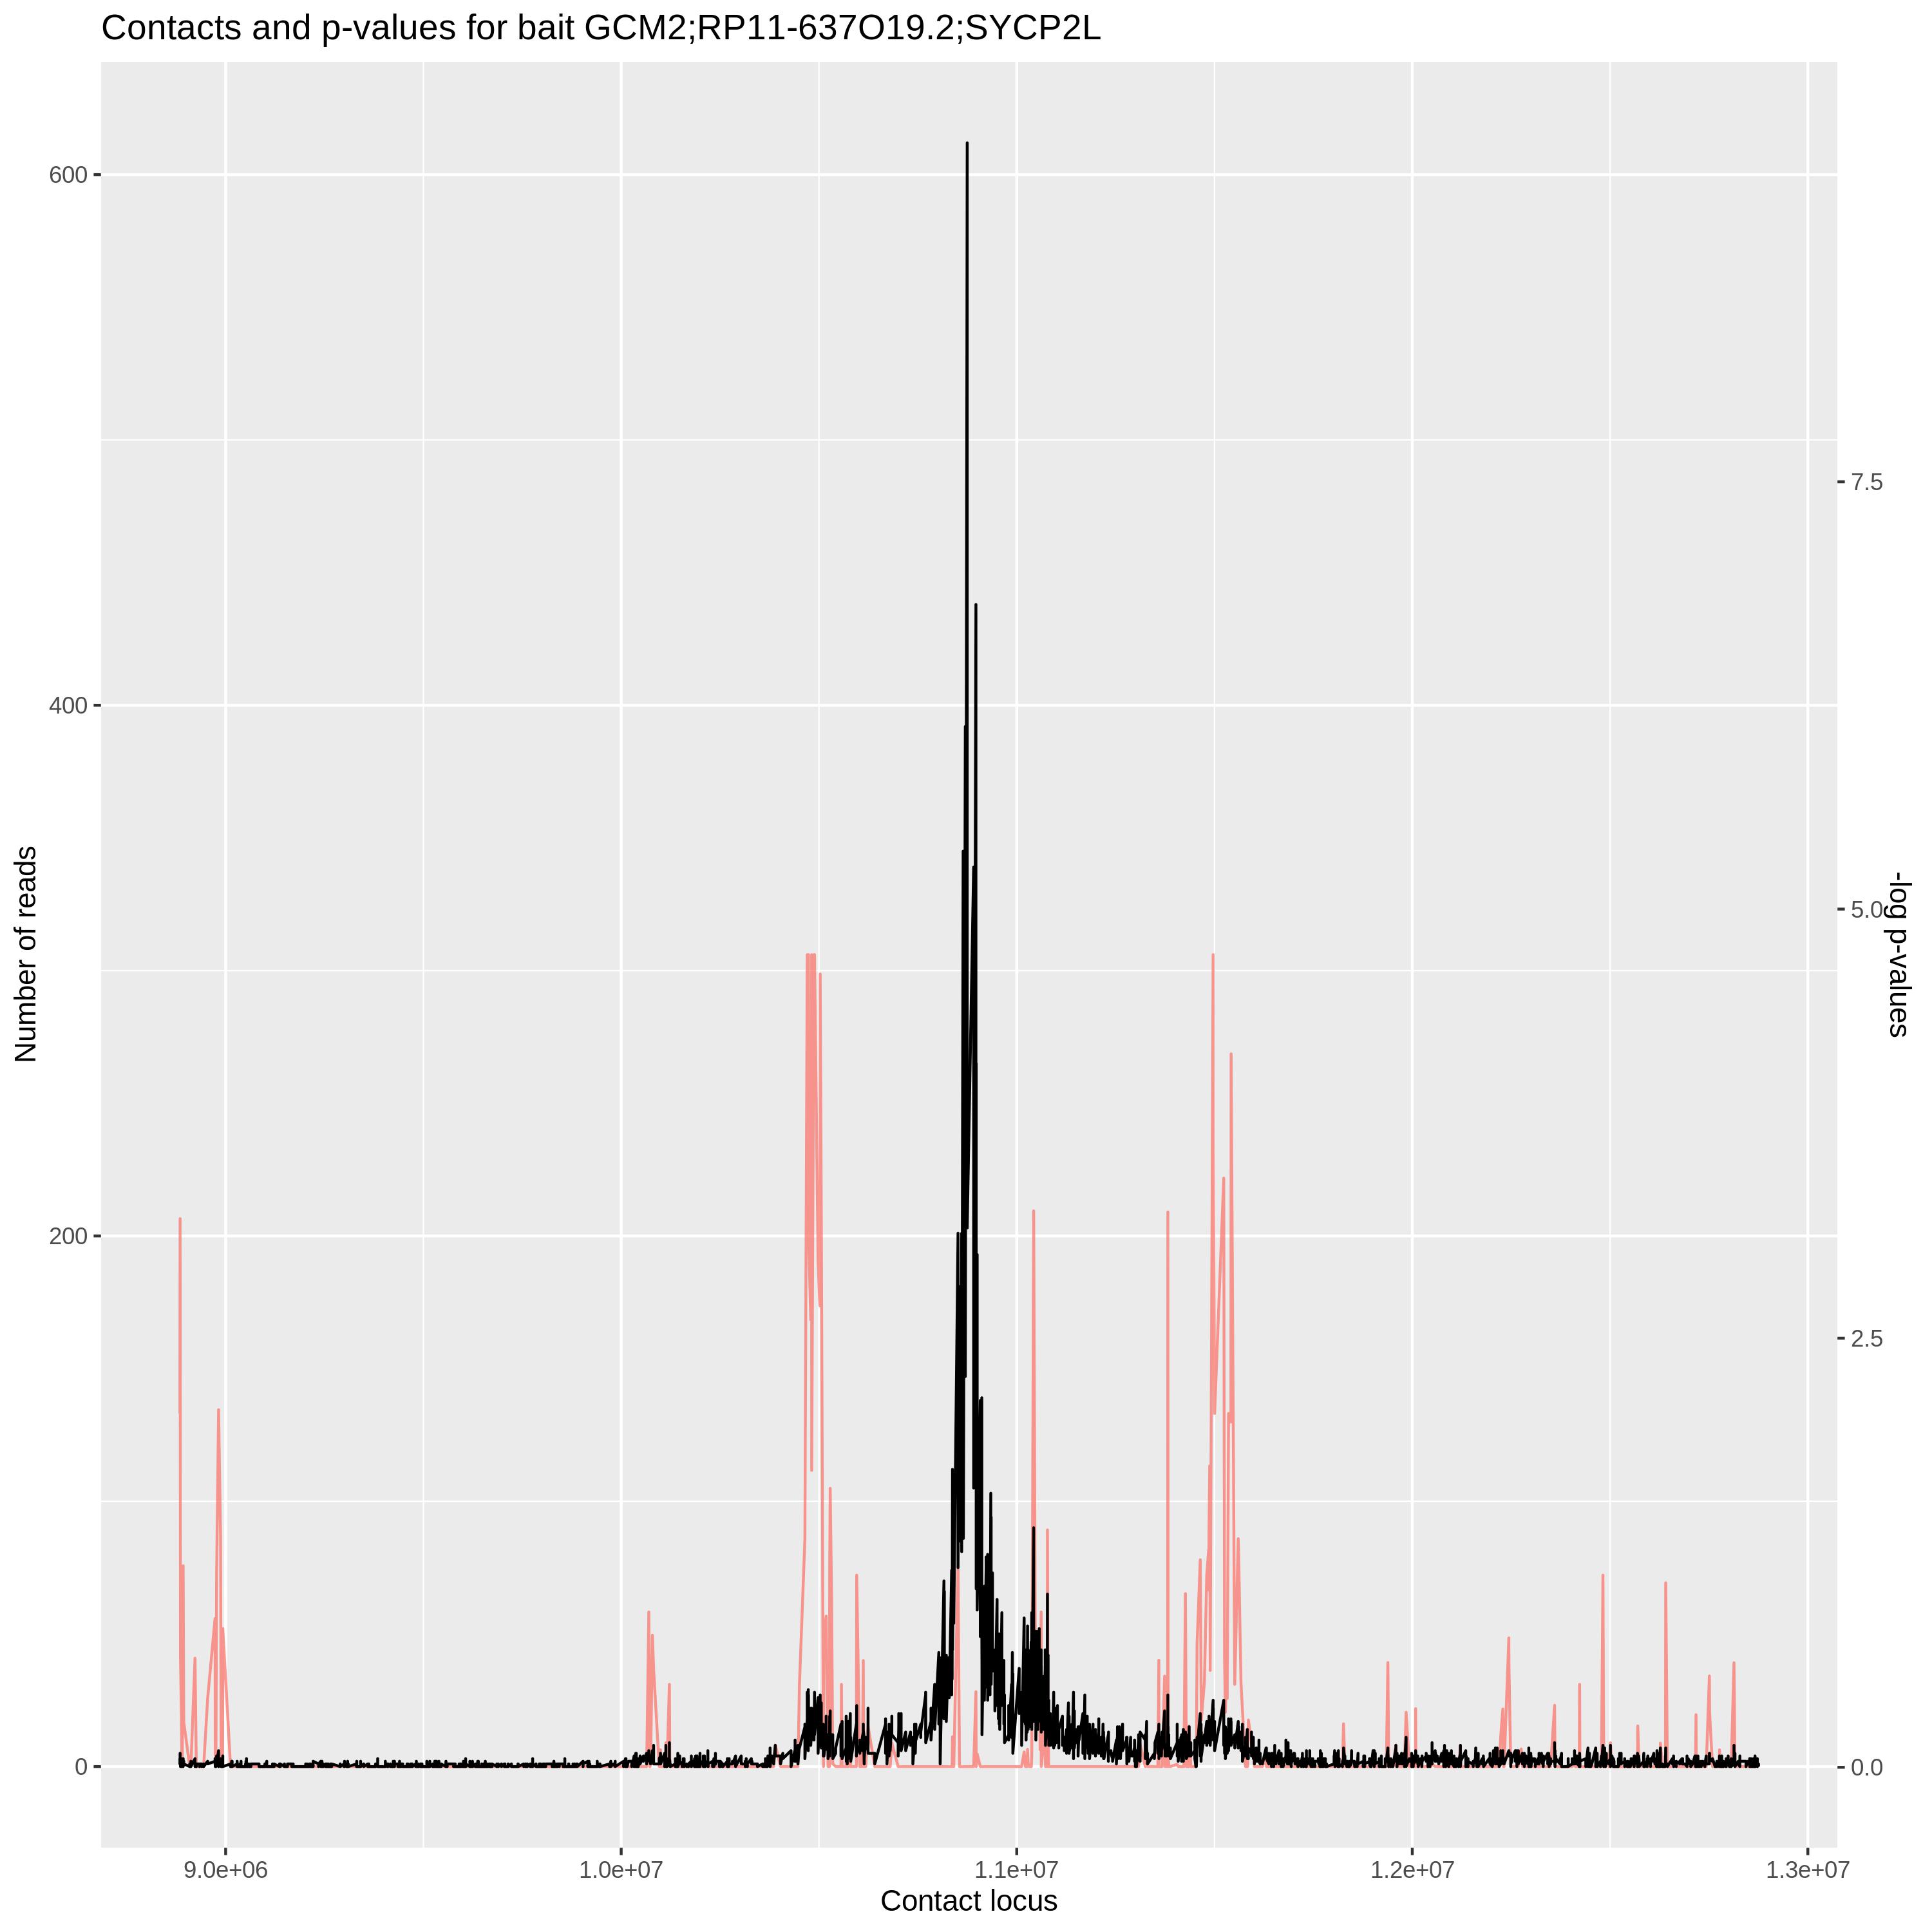 Contacts and p-values for bait GCM2;RP11-637O19.2;SYCP2L
600
400
200
0
Number of reads
7.5
5.0
2.5
0.0
-log p-values
9.0e+06 1.0e+07 1.1e+07 1.2e+07 1.3e+07
Contact locus